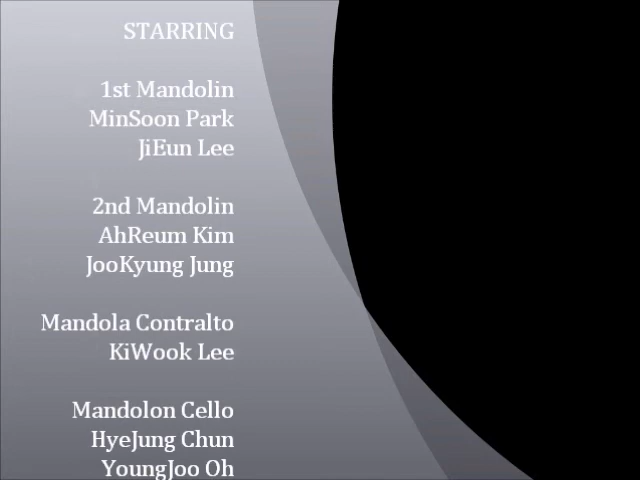 STARRING
1st Mandolin
MinSoon Park
JiEun Lee
2nd Mandolin
AhReum Kim
JooKyung Jung
Mandola Contralto
KiWook Lee
Mandolon Cello
HyeJung Chun
YoungJoo Oh